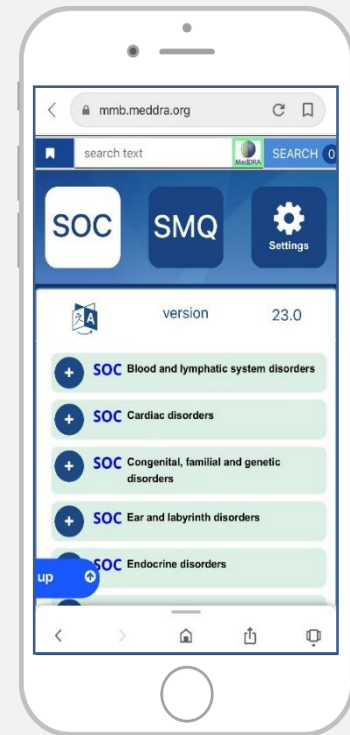 mmb.meddra.org
search text
MedDRA
SEARCH 0
SOC
SMQ
Settings
文A
version
23.0
SOC Blood and lymphatic system disorders
SOC Cardiac disorders
SOC Congenital, familial and genetic
disorders
SOC Ear and labyrinth disorders
SOC Endocrine disorders
up